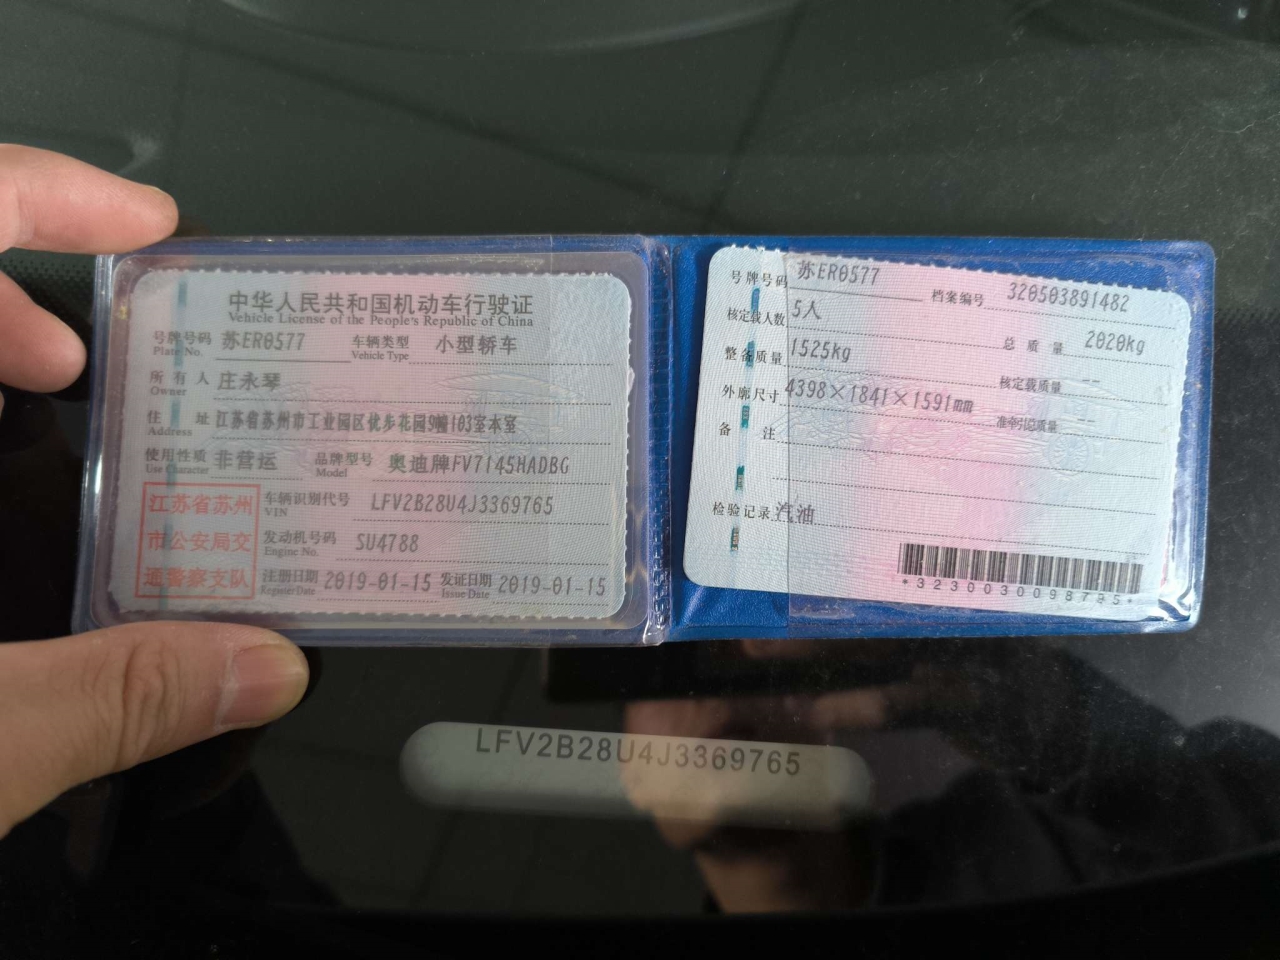 中华人民共和国机动车行驶证
Vehicle License of the People's Republic of China
号牌号码 苏ER0577 车辆类型 小型轿车
Plate No. Vehicle Type
所有人 庄永琴
Owner
住址 江苏省苏州市工业园区优步花园9幢103室本室
Address
使用性质 非营运 品牌型号 奥迪牌FV7145HADBG
Use Character Model
江苏省苏州
市公安局交
通警察支队
车辆识别代号 LFV2B28U4J3369765
VIN
发动机号码 SU4788
Engine No.
注册日期 2019-01-15 发证日期 2019-01-15
Register Date Issue Date
号牌号码 苏ER0577 档案编号 320503891482
核定载人数 5人 总质量 2020kg
整备质量 1525kg 核定载质量 --
外廓尺寸 4398×1841×1591mm 准牵引总质量 --
备注
检验记录 汽油
*3230030098735*
LFV2B28U4J3369765